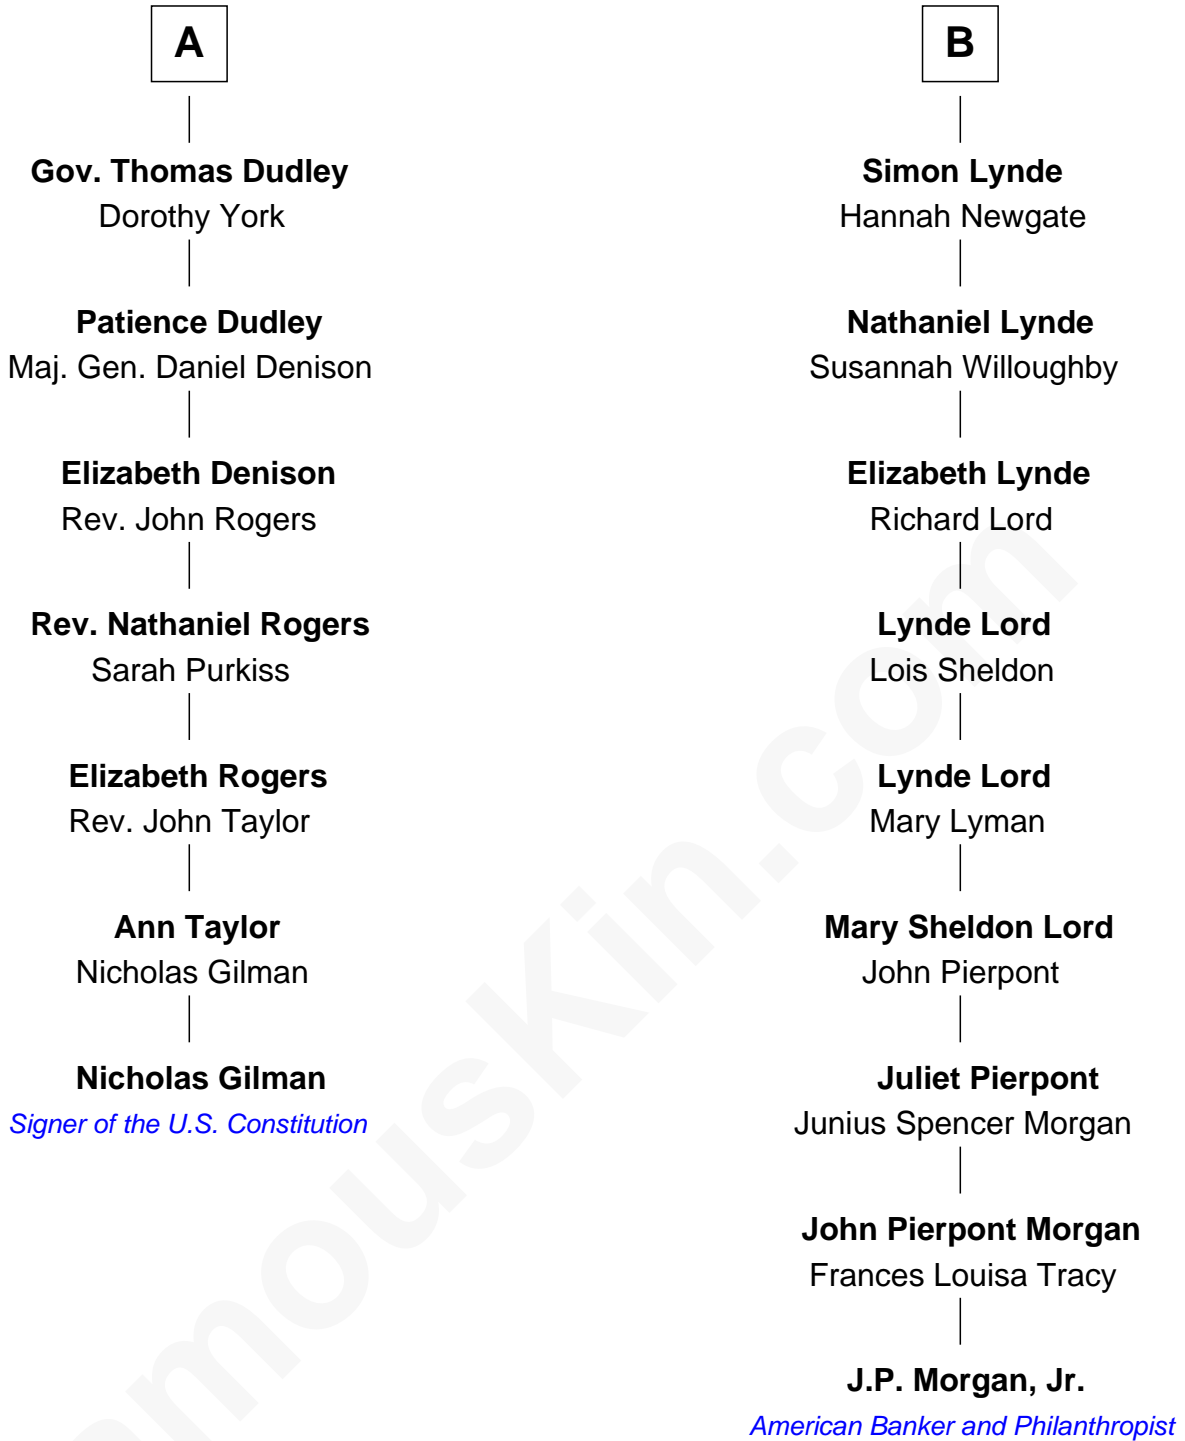 A
Gov. Thomas Dudley
Dorothy York
Patience Dudley
Maj. Gen. Daniel Denison
Elizabeth Denison
Rev. John Rogers
Rev. Nathaniel Rogers
Sarah Purkiss
Elizabeth Rogers
Rev. John Taylor
Ann Taylor
Nicholas Gilman
Nicholas Gilman
Signer of the U.S. Constitution
B
Simon Lynde
Hannah Newgate
Nathaniel Lynde
Susannah Willoughby
Elizabeth Lynde
Richard Lord
Lynde Lord
Lois Sheldon
Lynde Lord
Mary Lyman
Mary Sheldon Lord
John Pierpont
Juliet Pierpont
Junius Spencer Morgan
John Pierpont Morgan
Frances Louisa Tracy
J.P. Morgan, Jr.
American Banker and Philanthropist
amouskin.com